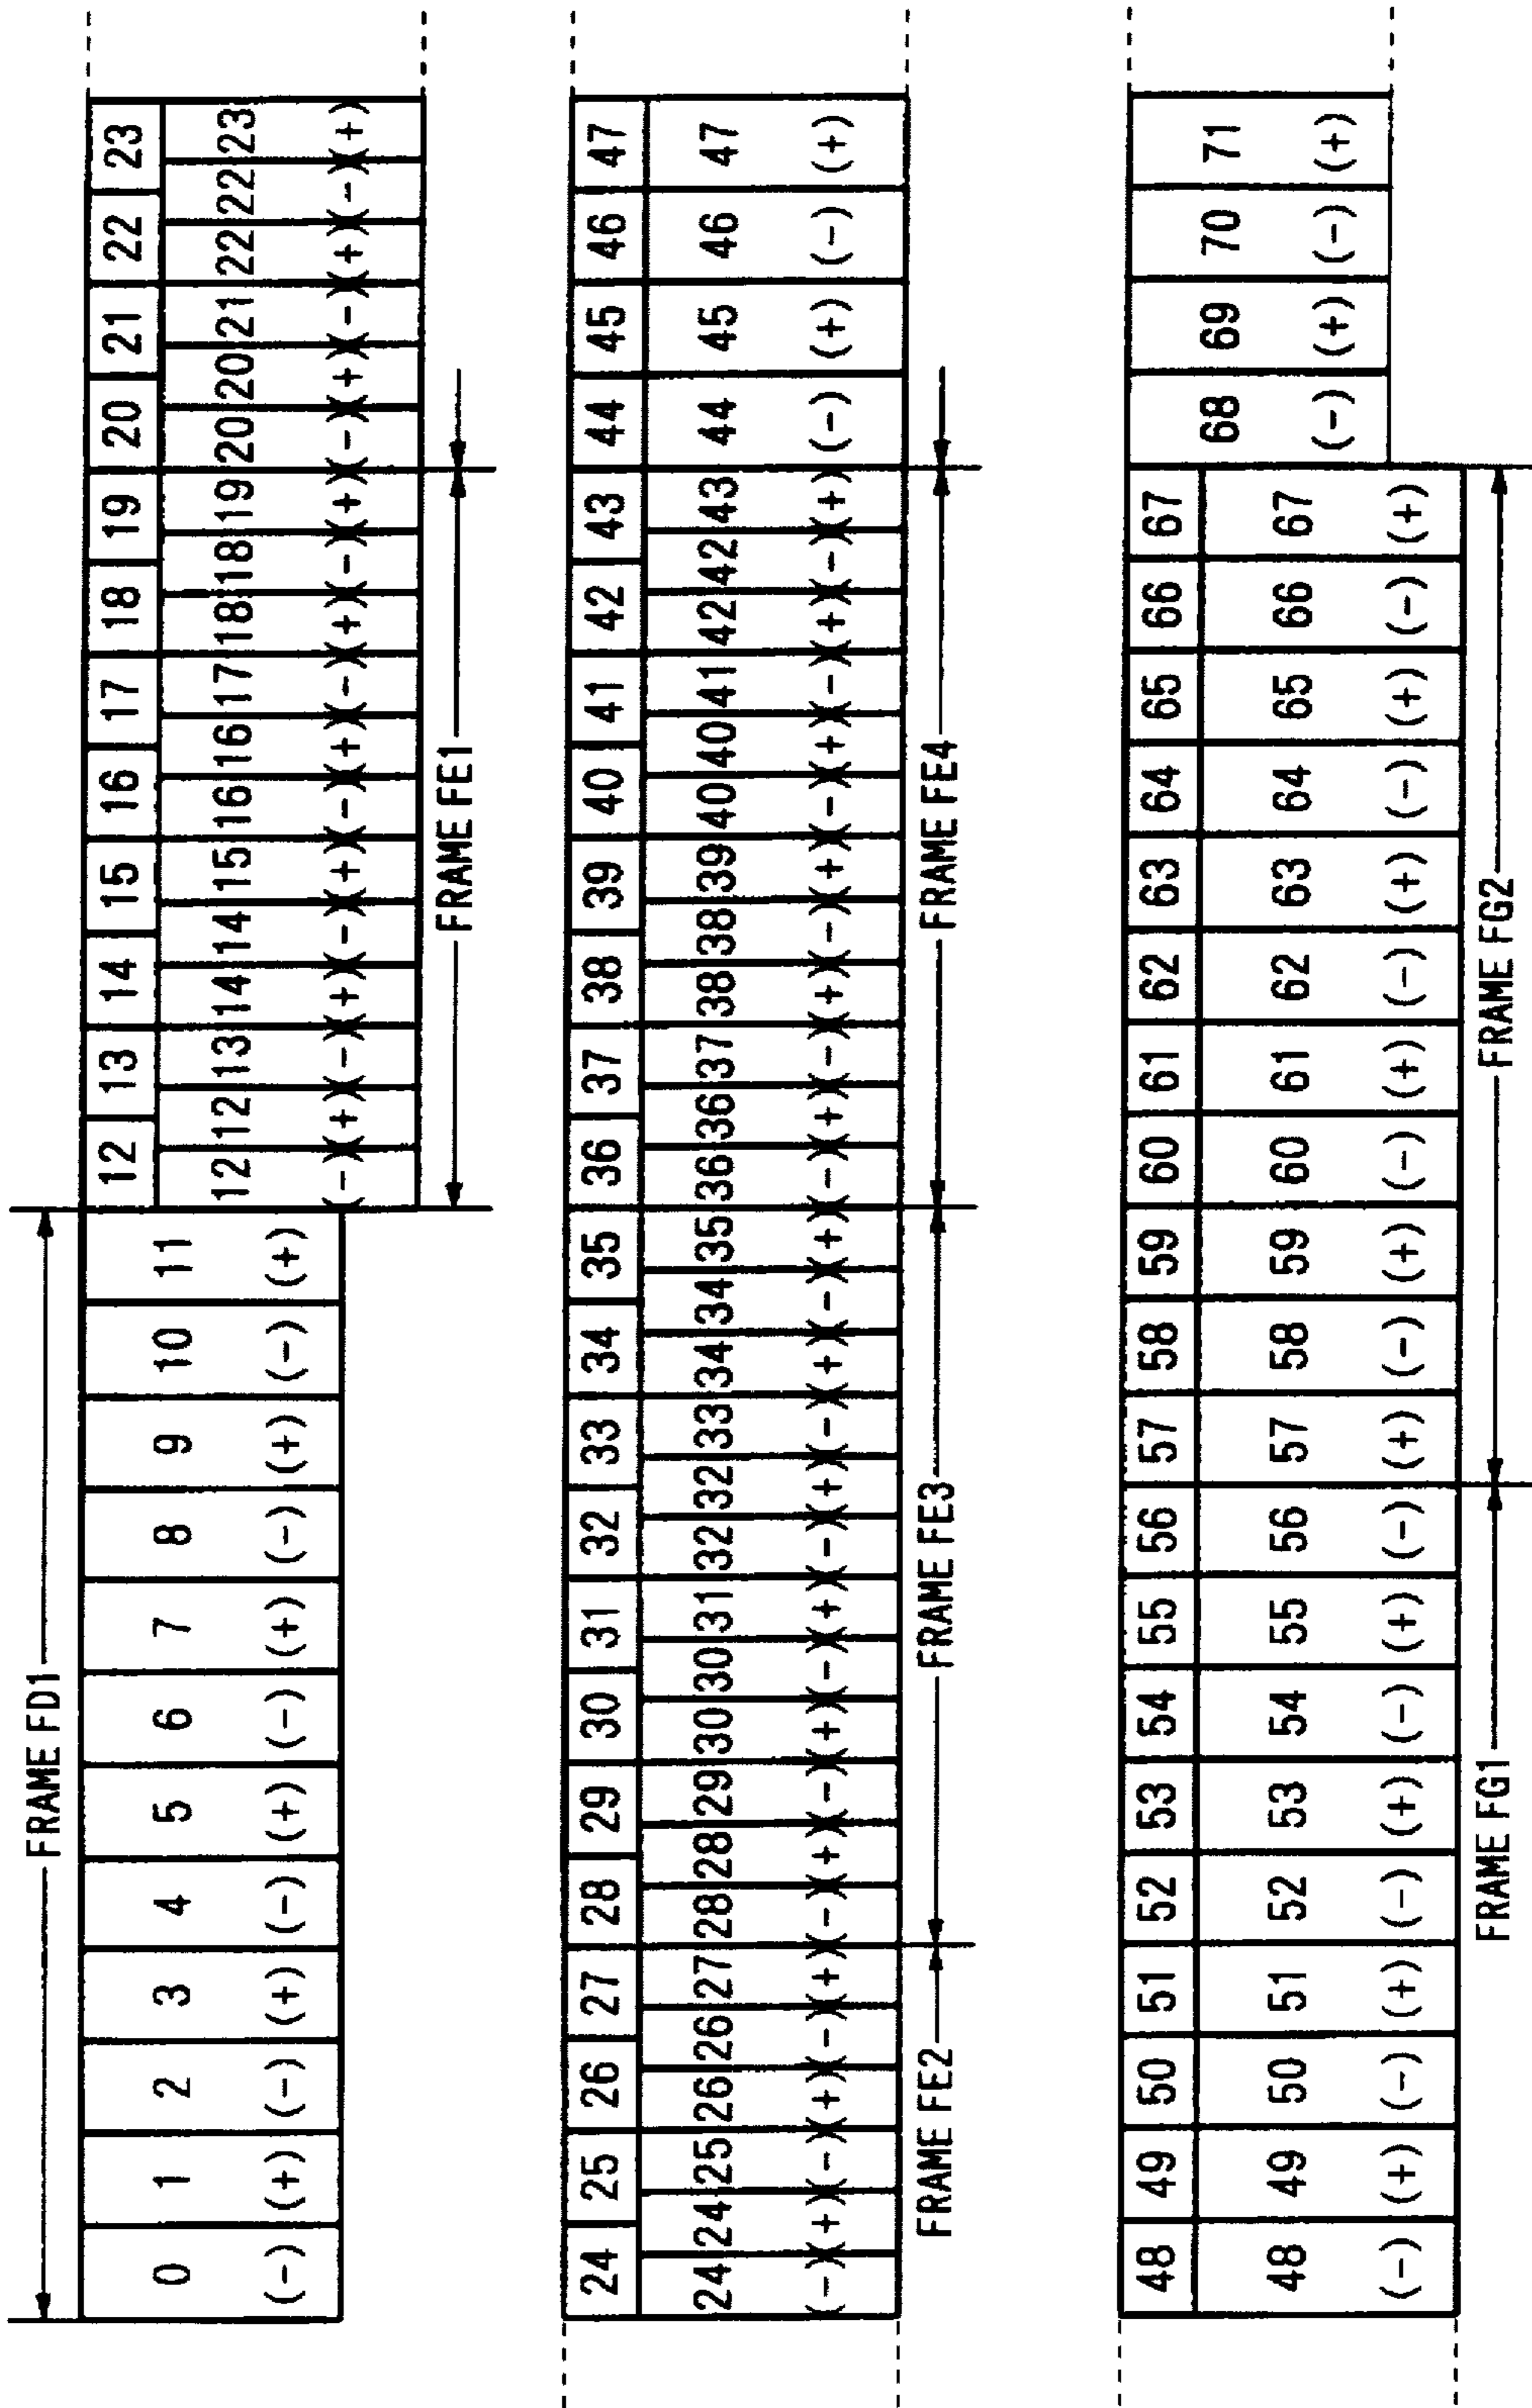 FRAME FD1
12 13 14 15 16 17 18 19 20 21 22 23
0 1 2 3 4 5 6 7 8 9 10 11 12 12 13 14 14 15 16 16 17 18 18 19 20 20 21 22 22 23
(-) (+) (-) (+) (-) (+) (-) (+) (-) (+) (-) (+) (-) (+) (-) (+) (-) (+) (-) (+) (-) (+) (-) (+) (-) (+) (-) (+) (-) (+)
FRAME FE1
24 25 26 27 28 29 30 31 32 33 34 35 36 37 38 39 40 41 42 43 44 45 46 47
24 24 25 26 26 27 28 28 29 30 30 31 32 32 33 34 34 35 36 36 37 38 38 39 40 40 41 42 42 43 44 45 46 47
(-) (+) (-) (+) (-) (+) (-) (+) (-) (+) (-) (+) (-) (+) (-) (+) (-) (+) (-) (+) (-) (+) (-) (+) (-) (+) (-) (+) (-) (+) (-) (+) (-) (+)
FRAME FE2 FRAME FE3 FRAME FE4
48 49 50 51 52 53 54 55 56 57 58 59 60 61 62 63 64 65 66 67
48 49 50 51 52 53 54 55 56 57 58 59 60 61 62 63 64 65 66 67 68 69 70 71
(-) (+) (-) (+) (-) (+) (-) (+) (-) (+) (-) (+) (-) (+) (-) (+) (-) (+) (-) (+) (-) (+) (-) (+)
FRAME FG1 FRAME FG2